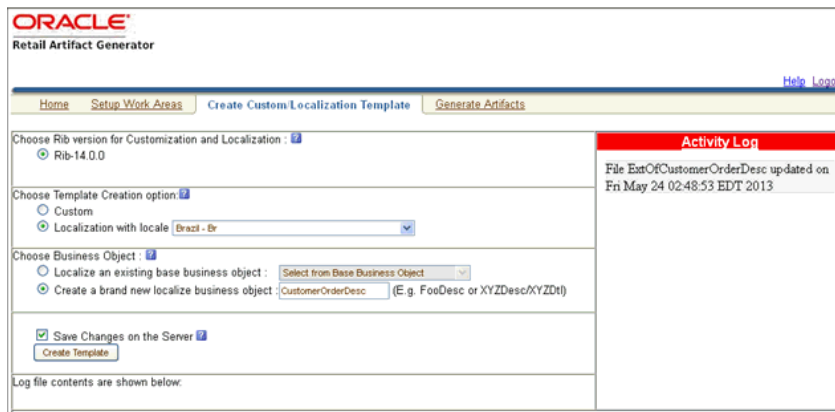 ORACLE
Retail Artifact Generator
Help Logo
Home Setup Work Areas Create Custom/Localization Template Generate Artifacts
Choose Rib version for Customization and Localization : ?
Rib-14.0.0
Choose Template Creation option: ?
Custom
Localization with locale Brazil - Br
Choose Business Object : ?
Localize an existing base business object : Select from Base Business Object
Create a brand new localize business object : CustomerOrderDesc (E.g. FooDesc or XYZDesc/XYZDtl)
Save Changes on the Server ?
Create Template
Log file contents are shown below:
Activity Log
File ExtOfCustomerOrderDesc updated on
Fri May 24 02:48:53 EDT 2013